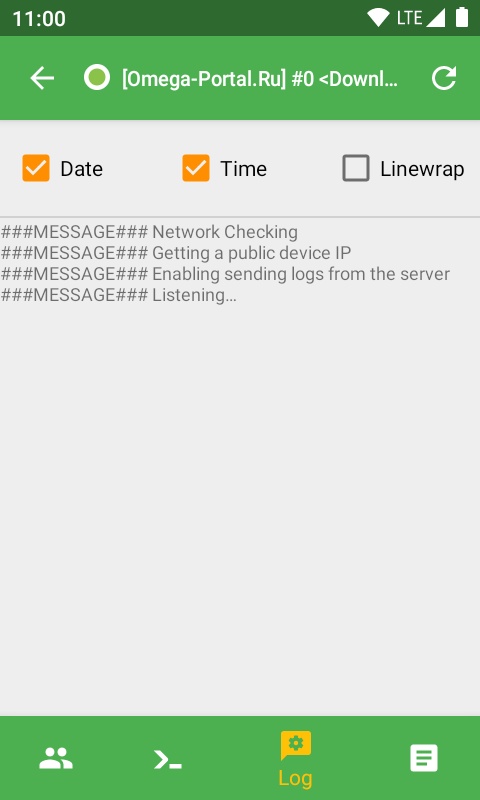 11:00
LTE
[Omega-Portal.Ru] #0 <Downl...
Date
Time
Linewrap
###MESSAGE### Network Checking
###MESSAGE### Getting a public device IP
###MESSAGE### Enabling sending logs from the server
###MESSAGE### Listening...
Log